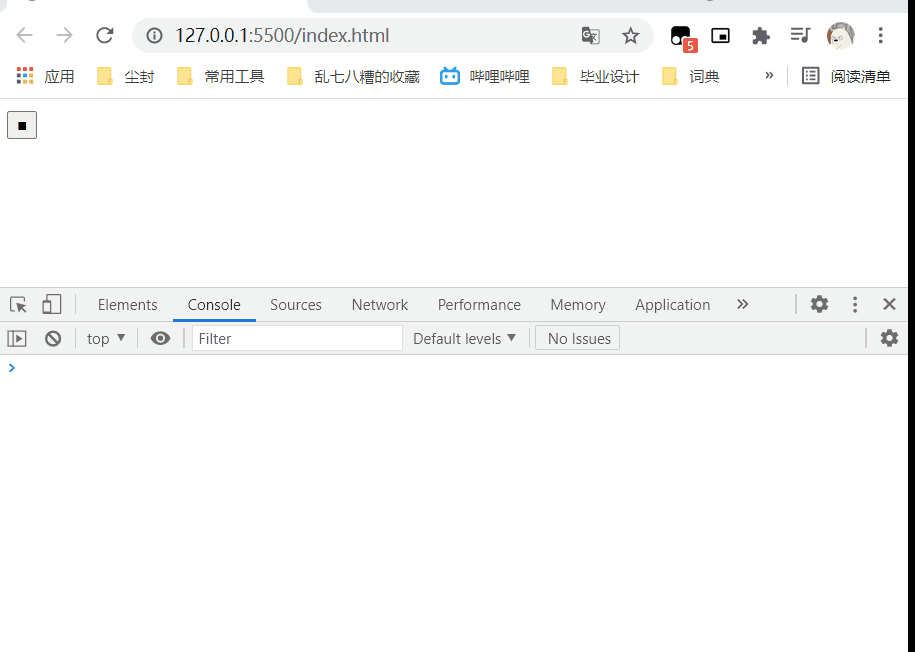 127.0.0.1:5500/index.html
5
应用 尘封 常用工具 乱七八糟的收藏 哔哩哔哩 毕业设计 词典 » 阅读清单
Elements Console Sources Network Performance Memory Application »
top ▼ Filter Default levels ▼ No Issues